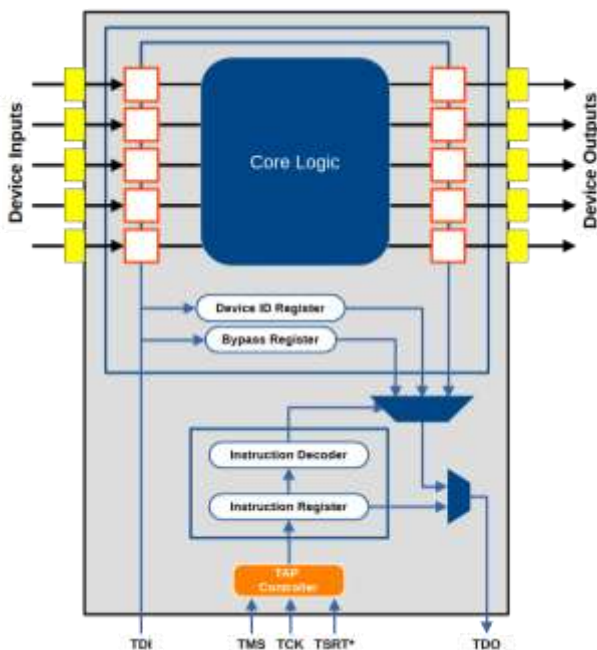 Device Inputs
Core Logic
Device Outputs
Device ID Register
Bypass Register
Instruction Decoder
Instruction Register
TAP
Controller
TDI
TMS
TCK
TSRT*
TDO